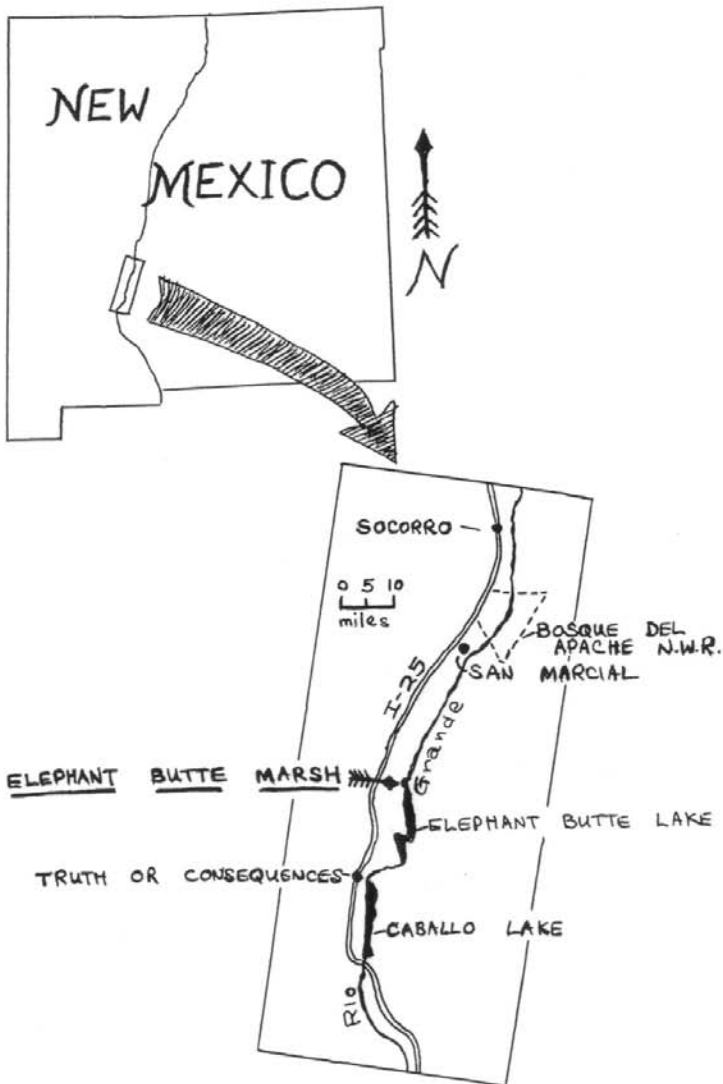 NEW
MEXICO
N
SOCORRO
0 5 10
miles
BOSQUE DEL
APACHE N.W.R.
SAN MARCIAL
I-25
Grande
ELEPHANT BUTTE MARSH
ELEPHANT BUTTE LAKE
TRUTH OR CONSEQUENCES
CABALLO LAKE
Rio